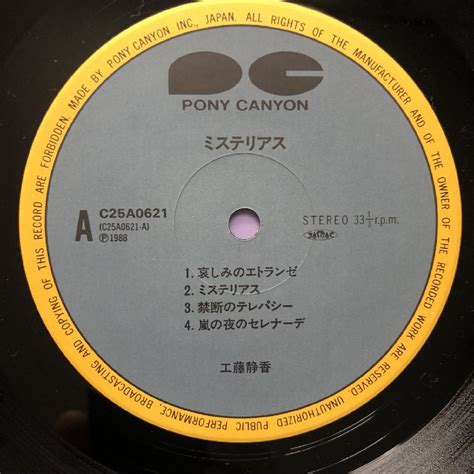 MADE BY PONY CANYON INC., JAPAN. ALL RIGHTS OF THE MANUFACTURER AND OF THE OWNER OF THE RECORDED WORK ARE RESERVED UNAUTHORIZED PUBLIC PERFORMANCE, BROADCASTING AND COPYING OF THIS RECORD ARE FORBIDDEN.
PC
PONY CANYON
ミステリアス
A
C25A0621
(C25A0621-A)
Ⓟ1988
STEREO 33 1/3 r.p.m.
JASRAC
1. 哀しみのエトランゼ
2. ミステリアス
3. 禁断のテレパシー
4. 嵐の夜のセレナーデ
工藤静香